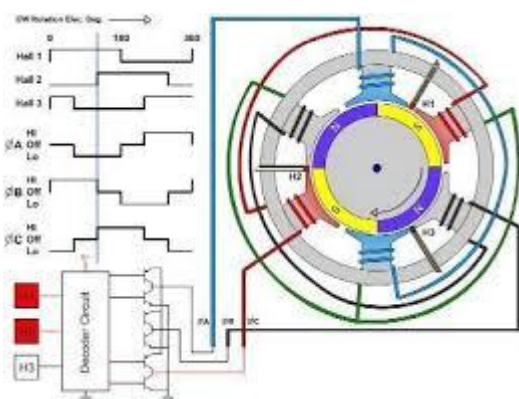 CW Rotation Elec. Deg.
0 180 360
Hall 1
Hall 2
Hall 3
Hi
ØA Off
Lo
Hi
ØB Off
Lo
Hi
ØC Off
Lo
H1
H2
H3
Decoder Circuit
H3
ØA ØB ØC
N
S